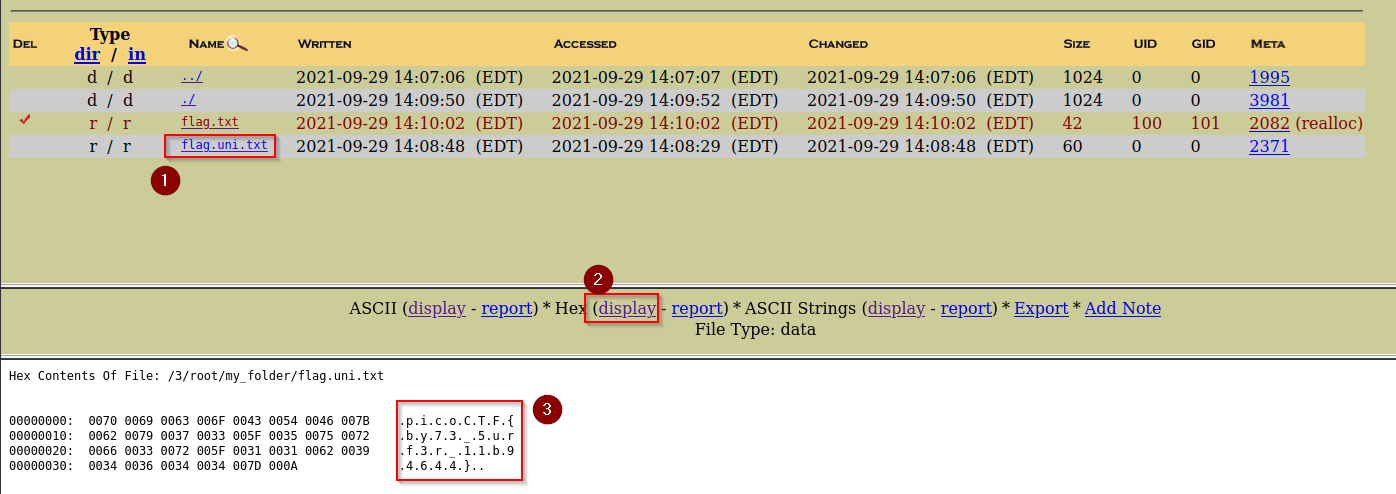 DEL Type dir / in NAME WRITTEN ACCESSED CHANGED SIZE UID GID META
d / d ../ 2021-09-29 14:07:06 (EDT) 2021-09-29 14:07:07 (EDT) 2021-09-29 14:07:06 (EDT) 1024 0 0 1995
d / d ./ 2021-09-29 14:09:50 (EDT) 2021-09-29 14:09:52 (EDT) 2021-09-29 14:09:50 (EDT) 1024 0 0 3981
r / r flag.txt 2021-09-29 14:10:02 (EDT) 2021-09-29 14:10:02 (EDT) 2021-09-29 14:10:02 (EDT) 42 100 101 2082 (realloc)
r / r flag.uni.txt 2021-09-29 14:08:48 (EDT) 2021-09-29 14:08:29 (EDT) 2021-09-29 14:08:48 (EDT) 60 0 0 2371
1
2
ASCII (display - report) * Hex (display - report) * ASCII Strings (display - report) * Export * Add Note
File Type: data
Hex Contents Of File: /3/root/my_folder/flag.uni.txt
3
00000000: 0070 0069 0063 006F 0043 0054 0046 007B .p.i.c.o.C.T.F.{
00000010: 0062 0079 0037 0033 005F 0035 0075 0072 .b.y.7.3._.5.u.r
00000020: 0066 0033 0072 005F 0031 0031 0062 0039 .f.3.r._.1.1.b.9
00000030: 0034 0036 0034 0034 007D 000A .4.6.4.4.}..